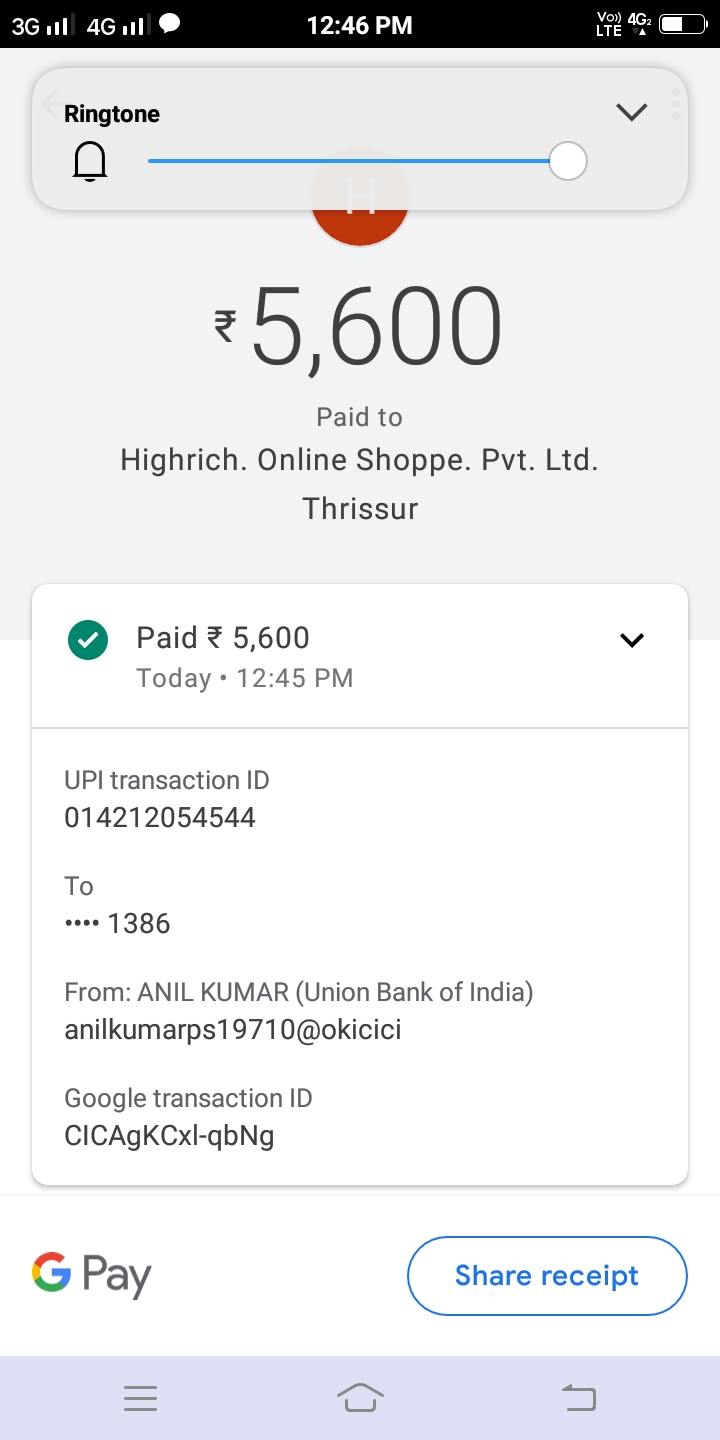 3G 4G 12:46 PM Vo)) LTE 4G2
Ringtone
H
₹5,600
Paid to
Highrich. Online Shoppe. Pvt. Ltd.
Thrissur
Paid ₹ 5,600
Today • 12:45 PM
UPI transaction ID
014212054544
To
•••• 1386
From: ANIL KUMAR (Union Bank of India)
anilkumarps19710@okicici
Google transaction ID
CICAgKCxl-qbNg
G Pay
Share receipt